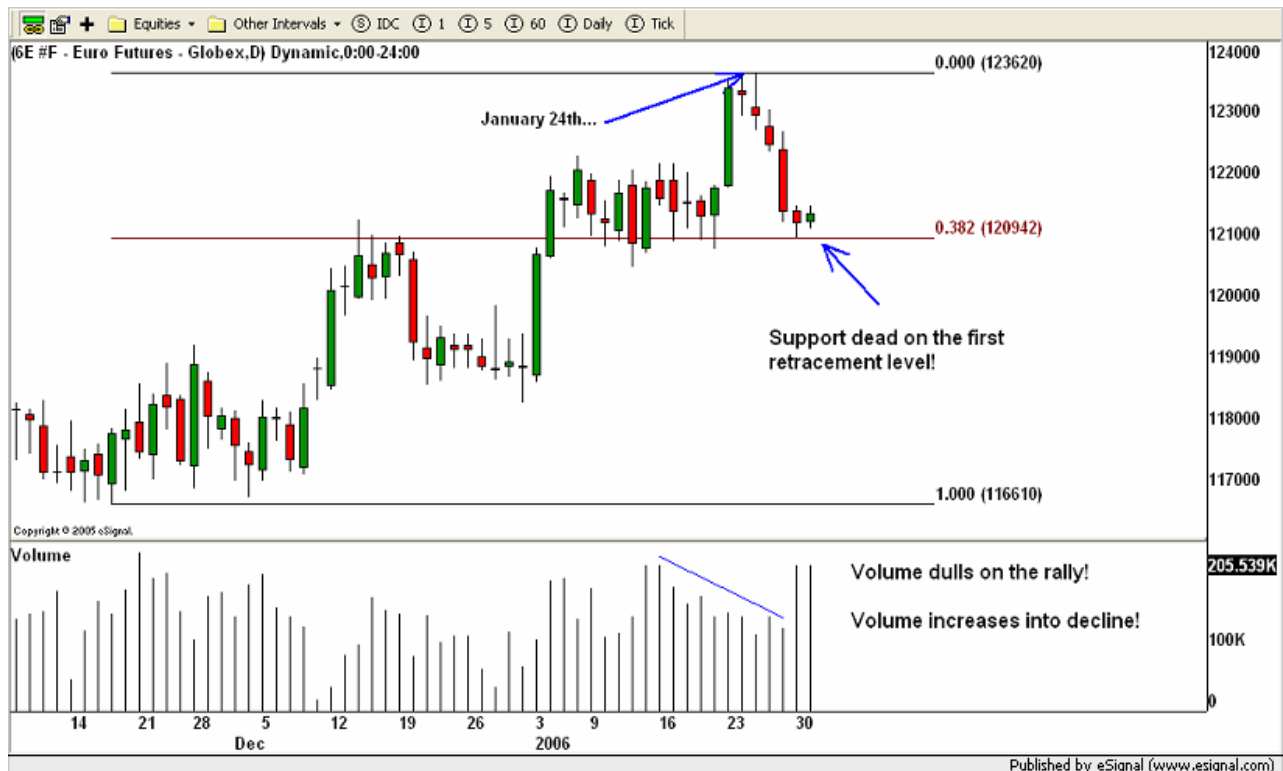 Equities Other Intervals S IDC I 1 I 5 I 60 I Daily I Tick
(6E #F - Euro Futures - Globex,D) Dynamic,0:00-24:00
124000
0.000 (123620)
January 24th...
123000
122000
0.382 (120942)
121000
120000
Support dead on the first
retracement level!
119000
118000
117000
1.000 (116610)
Copyright © 2005 eSignal.
Volume
205.539K
Volume dulls on the rally!
Volume increases into decline!
100K
0
14 21 28 5 12 19 26 3 9 16 23 30
Dec 2006
Published by eSignal (www.esignal.com)